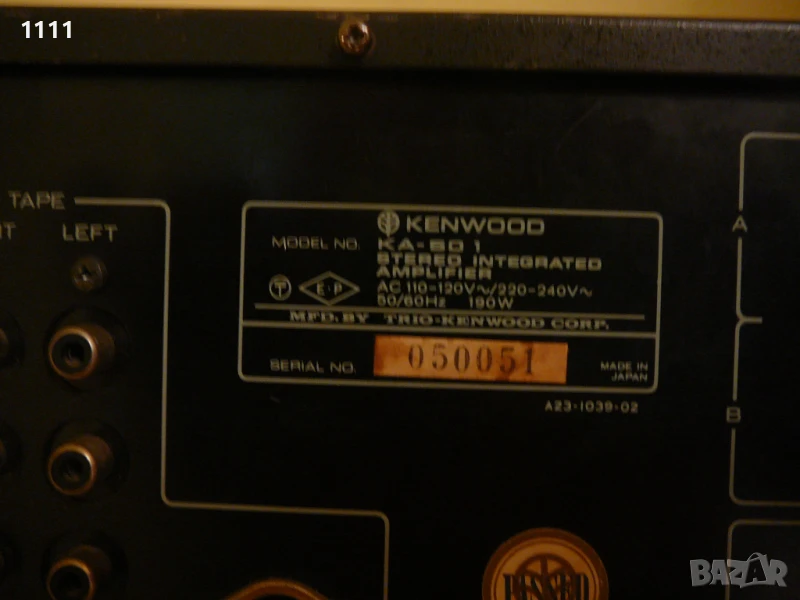 1111
TAPE
LEFT
KENWOOD
MODEL NO. KA-501
STEREO INTEGRATED
AMPLIFIER
T E-P
AC 110-120V~/220-240V~
50/60Hz 190W
MFD. BY TRIO-KENWOOD CORP.
SERIAL NO. 050051
MADE IN
JAPAN
A23-1039-02
A
B
BAZAR